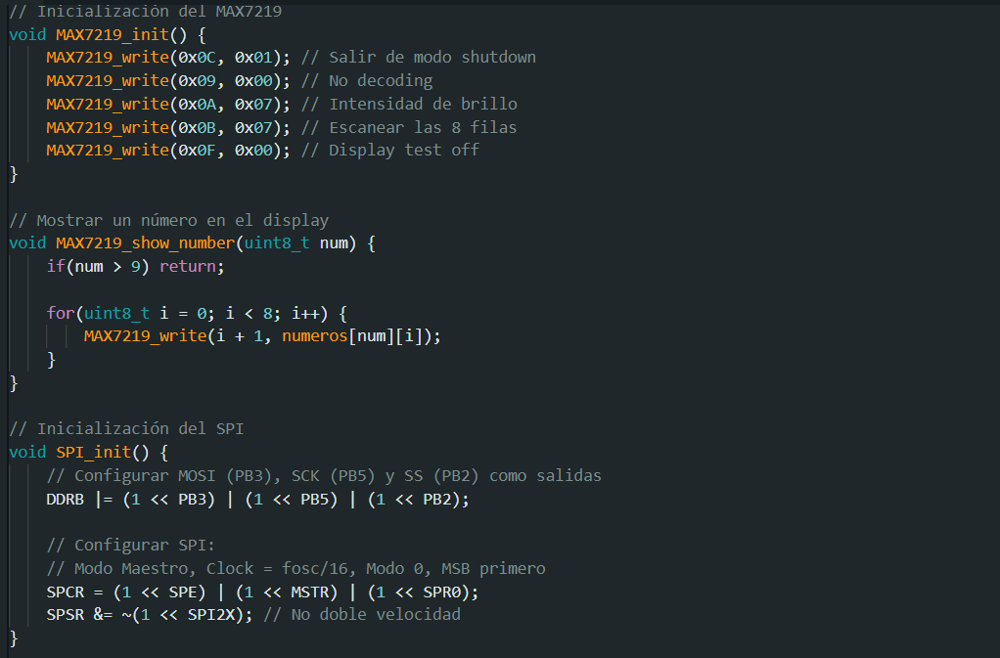 // Inicialización del MAX7219
void MAX7219_init() {
    MAX7219_write(0x0C, 0x01); // Salir de modo shutdown
    MAX7219_write(0x09, 0x00); // No decoding
    MAX7219_write(0x0A, 0x07); // Intensidad de brillo
    MAX7219_write(0x0B, 0x07); // Escanear las 8 filas
    MAX7219_write(0x0F, 0x00); // Display test off
}

// Mostrar un número en el display
void MAX7219_show_number(uint8_t num) {
    if(num > 9) return;

    for(uint8_t i = 0; i < 8; i++) {
        MAX7219_write(i + 1, numeros[num][i]);
    }
}

// Inicialización del SPI
void SPI_init() {
    // Configurar MOSI (PB3), SCK (PB5) y SS (PB2) como salidas
    DDRB |= (1 << PB3) | (1 << PB5) | (1 << PB2);

    // Configurar SPI:
    // Modo Maestro, Clock = fosc/16, Modo 0, MSB primero
    SPCR = (1 << SPE) | (1 << MSTR) | (1 << SPR0);
    SPSR &= ~(1 << SPI2X); // No doble velocidad
}